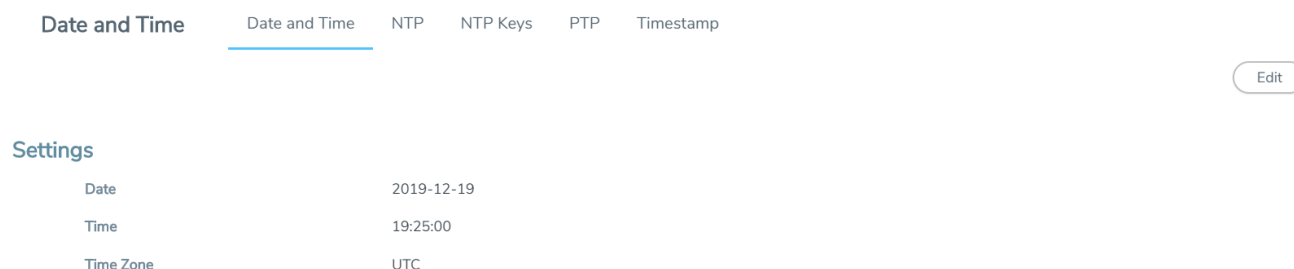 Date and Time Date and Time NTP NTP Keys PTP Timestamp
Edit
Settings
Date 2019-12-19
Time 19:25:00
Time Zone UTC